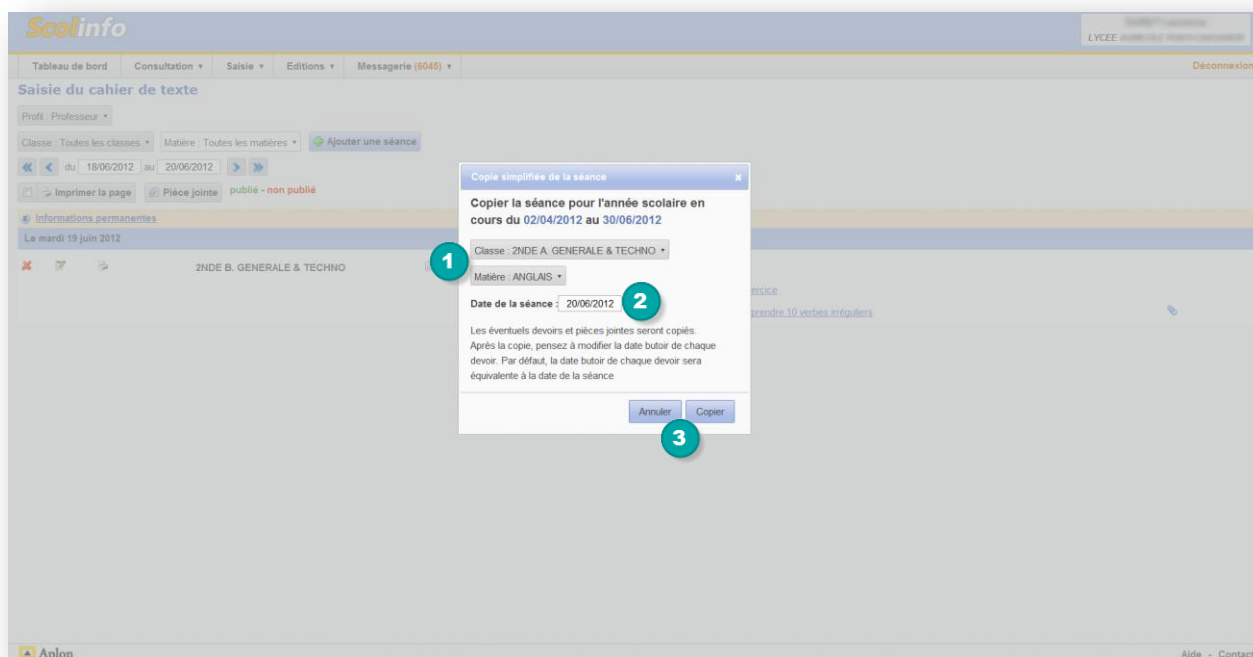 Scolinfo
LYCEE
Tableau de bord Consultation Saisie Editions Messagerie (6045) Déconnexion
Saisie du cahier de texte
Profil : Professeur
Classe : Toutes les classes Matière : Toutes les matières Ajouter une séance
du 18/06/2012 au 20/06/2012
Imprimer la page Pièce jointe publié - non publié
Informations permanentes
Le mardi 19 juin 2012
2NDE B. GENERALE & TECHNO
Copie simplifiée de la séance x
Copier la séance pour l'année scolaire en
cours du 02/04/2012 au 30/06/2012
1
Classe : 2NDE A. GENERALE & TECHNO
Matière : ANGLAIS
Date de la séance : 20/06/2012
2
Les éventuels devoirs et pièces jointes seront copiés.
Après la copie, pensez à modifier la date butoir de chaque
devoir. Par défaut, la date butoir de chaque devoir sera
équivalente à la date de la séance
Annuler Copier
3
ercice
prendre 10 verbes irréguliers
Aplon
Aide - Contact